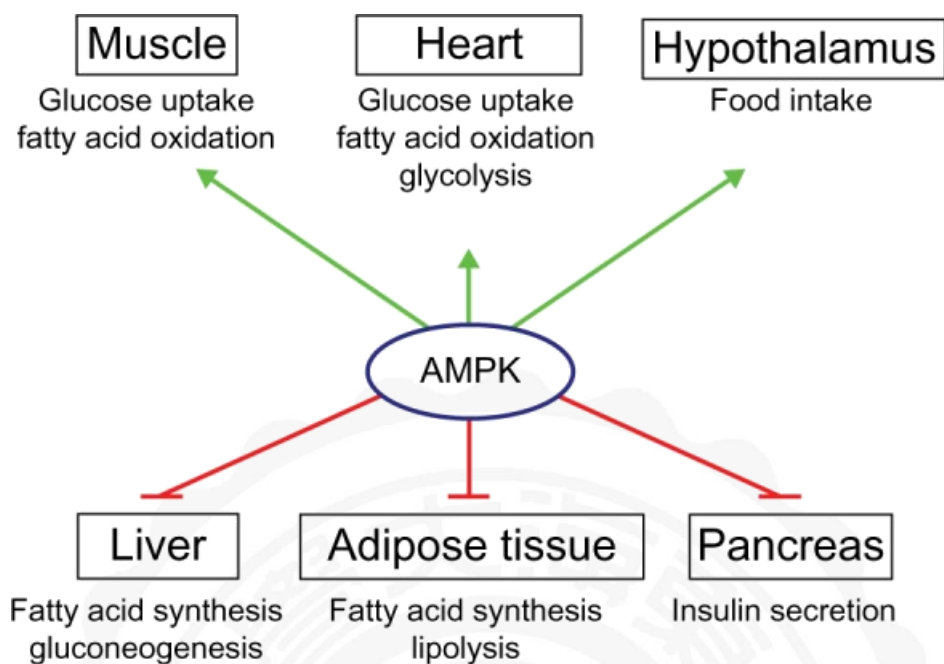 Muscle
Glucose uptake
fatty acid oxidation
Heart
Glucose uptake
fatty acid oxidation
glycolysis
Hypothalamus
Food intake
AMPK
Liver
Fatty acid synthesis
gluconeogenesis
Adipose tissue
Fatty acid synthesis
lipolysis
Pancreas
Insulin secretion